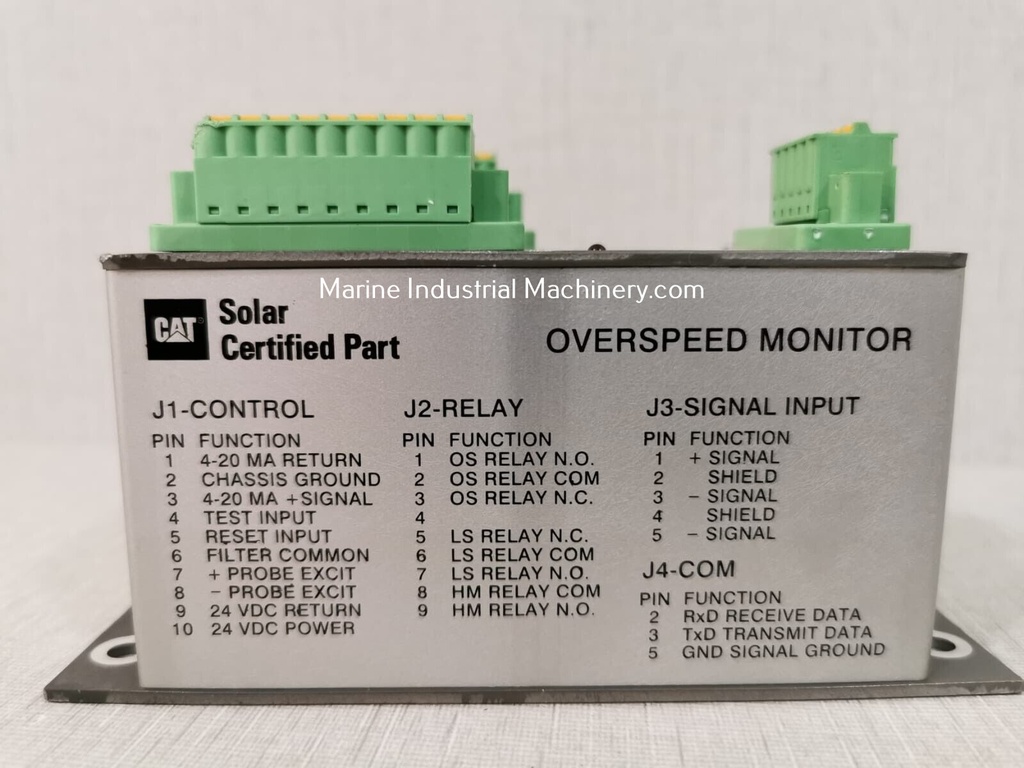 Marine Industrial Machinery.com
CAT
Solar
Certified Part
OVERSPEED MONITOR
J1-CONTROL
PIN FUNCTION
1 4-20 MA RETURN
2 CHASSIS GROUND
3 4-20 MA +SIGNAL
4 TEST INPUT
5 RESET INPUT
6 FILTER COMMON
7 + PROBE EXCIT
8 - PROBE EXCIT
9 24 VDC RETURN
10 24 VDC POWER
J2-RELAY
PIN FUNCTION
1 OS RELAY N.O.
2 OS RELAY COM
3 OS RELAY N.C.
4
5 LS RELAY N.C.
6 LS RELAY COM
7 LS RELAY N.O.
8 HM RELAY COM
9 HM RELAY N.O.
J3-SIGNAL INPUT
PIN FUNCTION
1 + SIGNAL
2 SHIELD
3 - SIGNAL
4 SHIELD
5 - SIGNAL
J4-COM
PIN FUNCTION
2 RxD RECEIVE DATA
3 TxD TRANSMIT DATA
5 GND SIGNAL GROUND